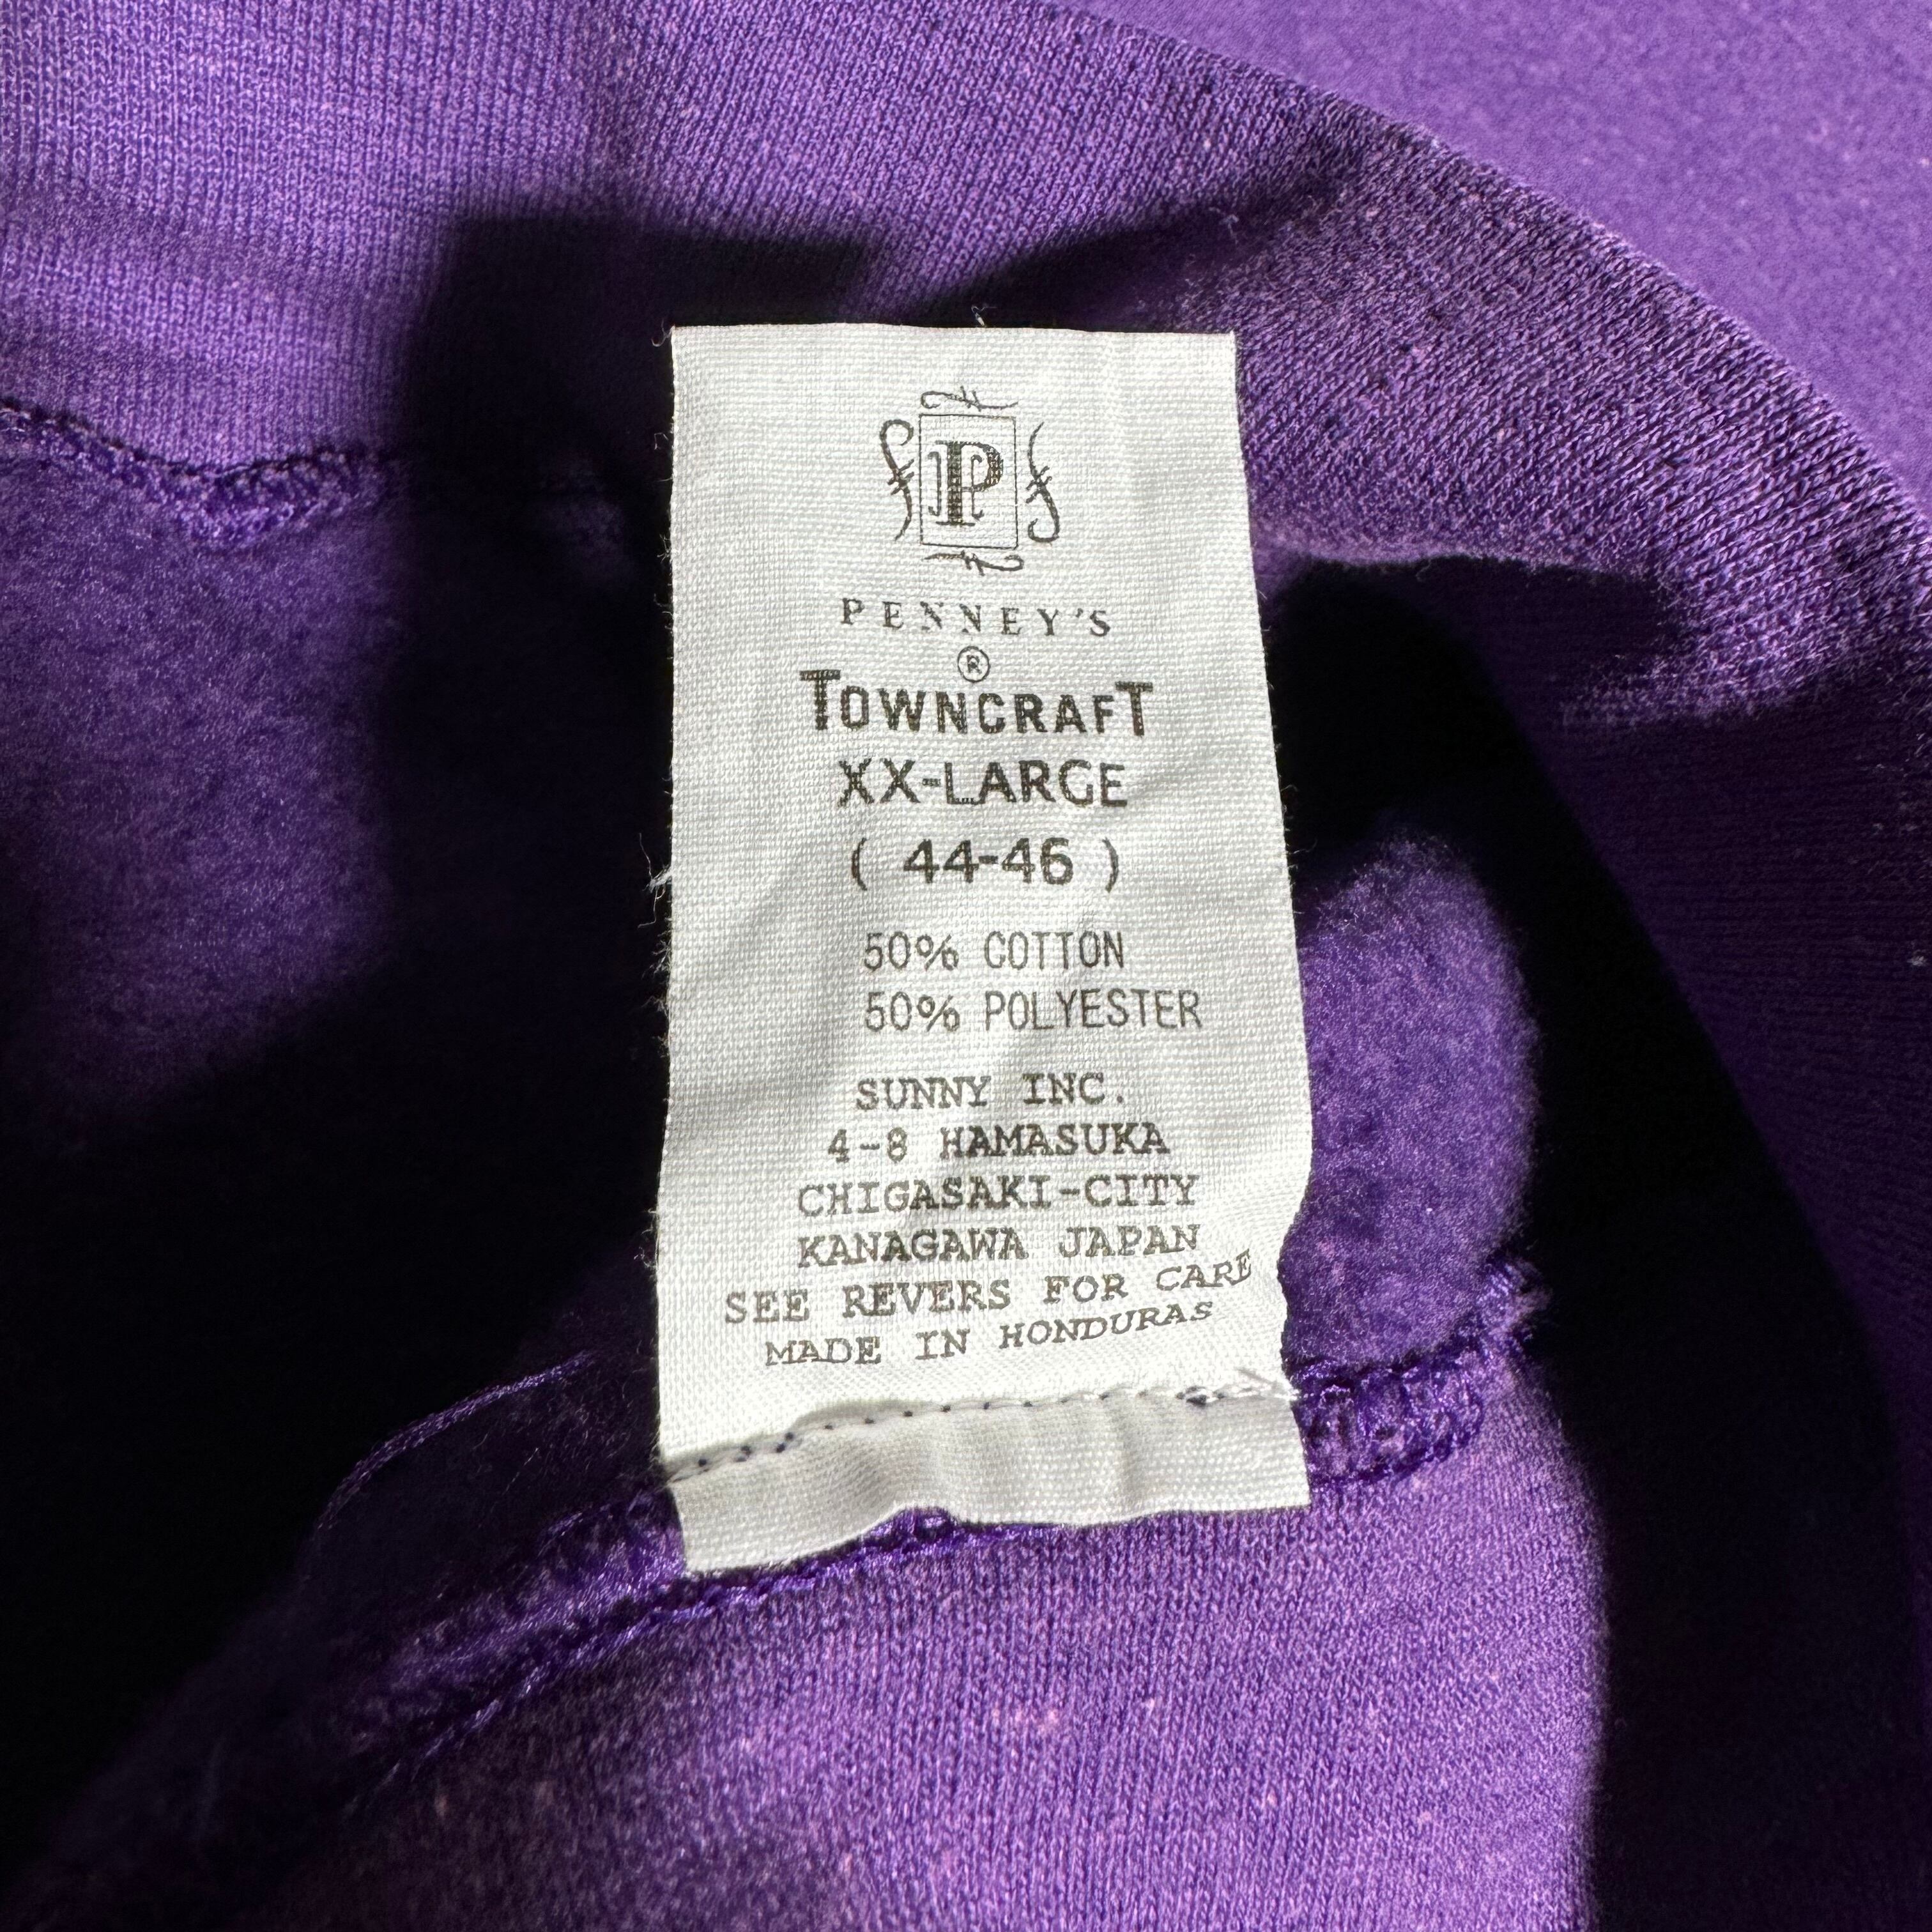 P
PENNEY'S
®
TOWNCRAFT
XX-LARGE
( 44-46 )
50% COTTON
50% POLYESTER
SUNNY INC.
4-8 HAMASUKA
CHIGASAKI-CITY
KANAGAWA JAPAN
SEE REVERS FOR CARE
MADE IN HONDURAS